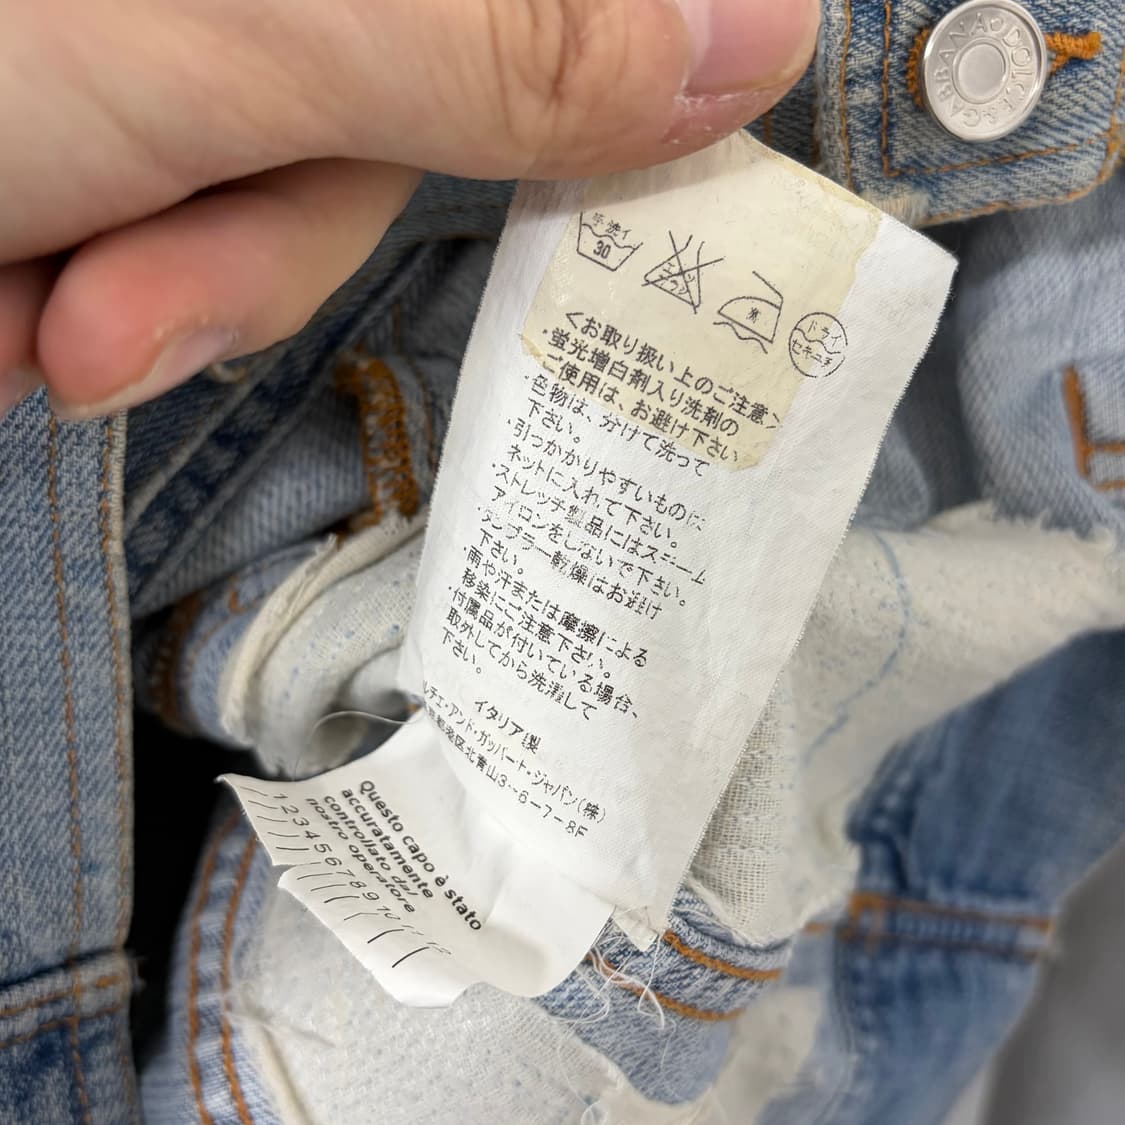 DOLCE&GABBANA
手洗イ
30
エンソ
サラシ
ドライ
セキユ系
<お取り扱い上のご注意>
・蛍光増白剤入り洗剤の
ご使用は、お避け下さい
・色物は、分けて洗って
下さい。
・引っかかりやすいものは
ネットに入れて下さい。
・ストレッチ製品にはスチーム
アイロンをしないで下さい。
・タンブラー乾燥はお避け
下さい。
・雨や汗または摩擦による
移染にご注意下さい。
・付属品が付いている場合、
取外してから洗濯して
下さい。
イタリア製
ルチェ・アンド・ガッバーナ・ジャパン(株)
区北青山3-6-7-8F
Questo capo è stato
accuratamente
controllato dal
nostro operatore
1 2 3 4 5 6 7 8 9 10 11 12